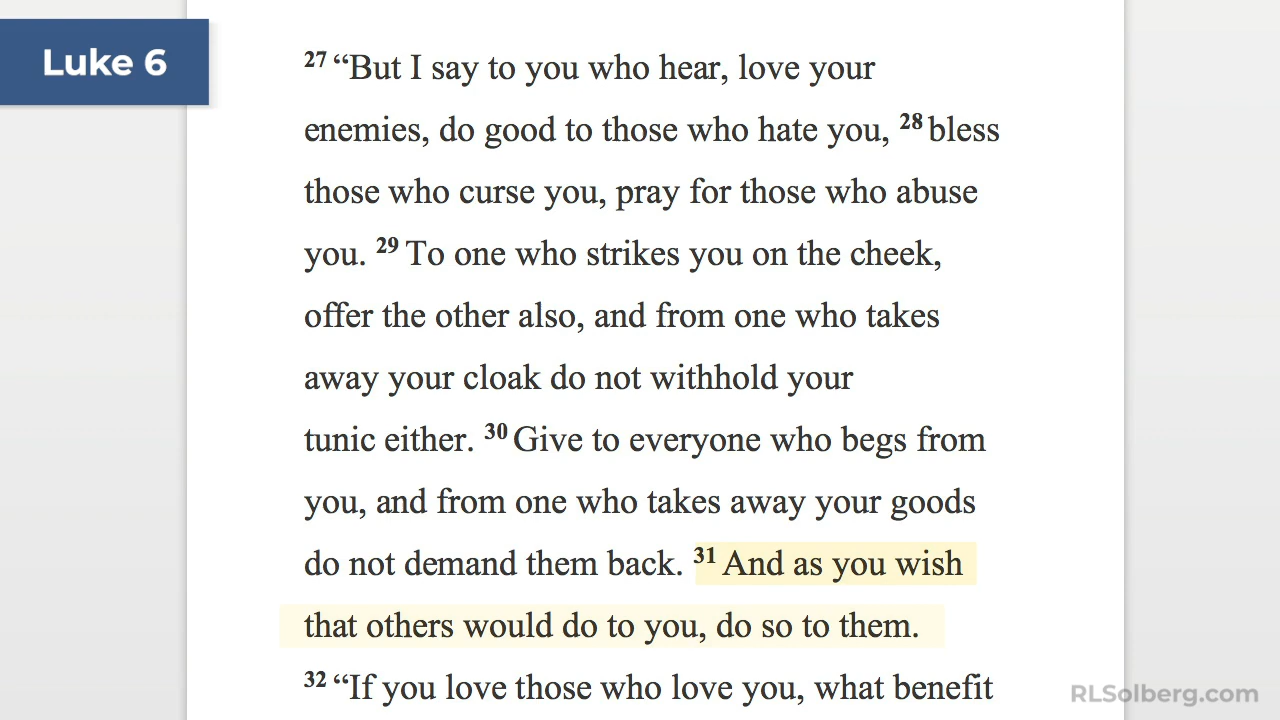 Luke 6
27 “But I say to you who hear, love your
enemies, do good to those who hate you, 28 bless
those who curse you, pray for those who abuse
you. 29 To one who strikes you on the cheek,
offer the other also, and from one who takes
away your cloak do not withhold your
tunic either. 30 Give to everyone who begs from
you, and from one who takes away your goods
do not demand them back. 31 And as you wish
that others would do to you, do so to them.
32 “If you love those who love you, what benefit
RLSolberg.com